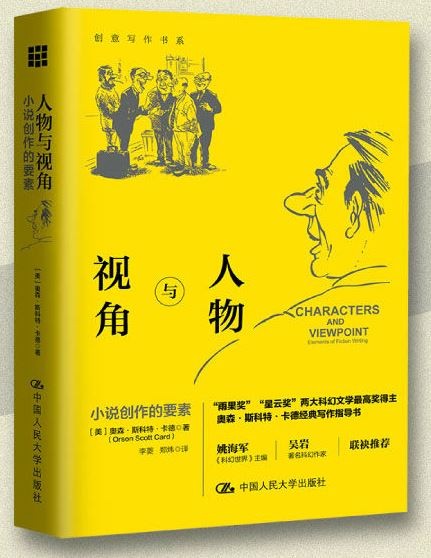 人物与视角
小说创作的要素
[美]奥森·斯科特·卡德 著
中国人民大学出版社
创意写作书系
人物
与
视角
CHARACTERS
AND
VIEWPOINT
Elements of Fiction Writing
小说创作的要素
[美]奥森·斯科特·卡德 著
(Orson Scott Card)
李菱 郑炜 译
“雨果奖”“星云奖”两大科幻文学最高奖得主
奥森·斯科特·卡德经典写作指导书
姚海军
《科幻世界》主编
吴岩
著名科幻作家
联袂推荐
中国人民大学出版社